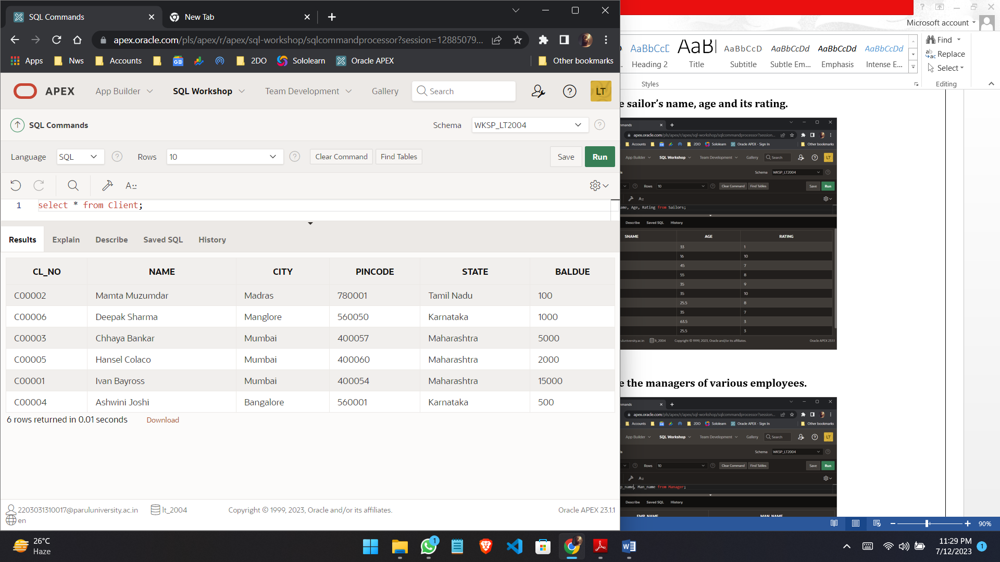 SQL Commands
New Tab
apex.oracle.com/pls/apex/r/apex/sql-workshop/sqlcommandprocessor?session=12885079...
Apps Nws Accounts 2DO Sololearn Oracle APEX Other bookmarks
APEX App Builder SQL Workshop Team Development Gallery Search LT
SQL Commands Schema WKSP_LT2004
Language SQL Rows 10 Clear Command Find Tables Save Run
1 select * from Client;
Results Explain Describe Saved SQL History
CL_NO NAME CITY PINCODE STATE BALDUE
C00002 Mamta Muzumdar Madras 780001 Tamil Nadu 100
C00006 Deepak Sharma Manglore 560050 Karnataka 1000
C00003 Chhaya Bankar Mumbai 400057 Maharashtra 5000
C00005 Hansel Colaco Mumbai 400060 Maharashtra 2000
C00001 Ivan Bayross Mumbai 400054 Maharashtra 15000
C00004 Ashwini Joshi Bangalore 560001 Karnataka 500
6 rows returned in 0.01 seconds Download
2203031310017@paruluniversity.ac.in lt_2004 Copyright © 1999, 2023, Oracle and/or its affiliates. Oracle APEX 23.1.1
en
Microsoft account
AaBbCcD AaBbCcD AaBbCcDd AaBbCcDd AaBbCcDd
Heading 2 Title Subtitle Subtle Em... Emphasis Intense E...
Find
Replace
Select
Styles Editing
e sailor's name, age and its rating.
mands
apex.oracle.com/pls/apex/r/apex/sql-workshop/sqlcommandprocessor?session...
Accounts 2DO Sololearn Oracle APEX - Sign In Other bookmarks
App Builder SQL Workshop Team Development Gallery Search LT
Schema WKSP_LT2004
Rows 10 Clear Command Find Tables Save Run
ame, Age, Rating from Sailors;
Describe Saved SQL History
SNAME AGE RATING
33 1
16 10
45 7
55 8
35 9
35 10
25.5 8
35 7
63.5 3
25.5 3
uluniversity.ac.in lt_2004 Copyright © 1999, 2023, Oracle and/or its affiliates. Oracle APEX 23.1.1
e the managers of various employees.
mands
apex.oracle.com/pls/apex/r/apex/sql-workshop/sqlcommandprocessor?session...
Accounts 2DO Sololearn Oracle APEX - Sign In Other bookmarks
App Builder SQL Workshop Team Development Gallery Search LT
Schema WKSP_LT2004
Rows 10 Clear Command Find Tables Save Run
p_name, Man_name from Manager;
Describe Saved SQL History
EMP_NAME MAN_NAME
90%
26°C
Haze
1
11:29 PM
7/12/2023
1